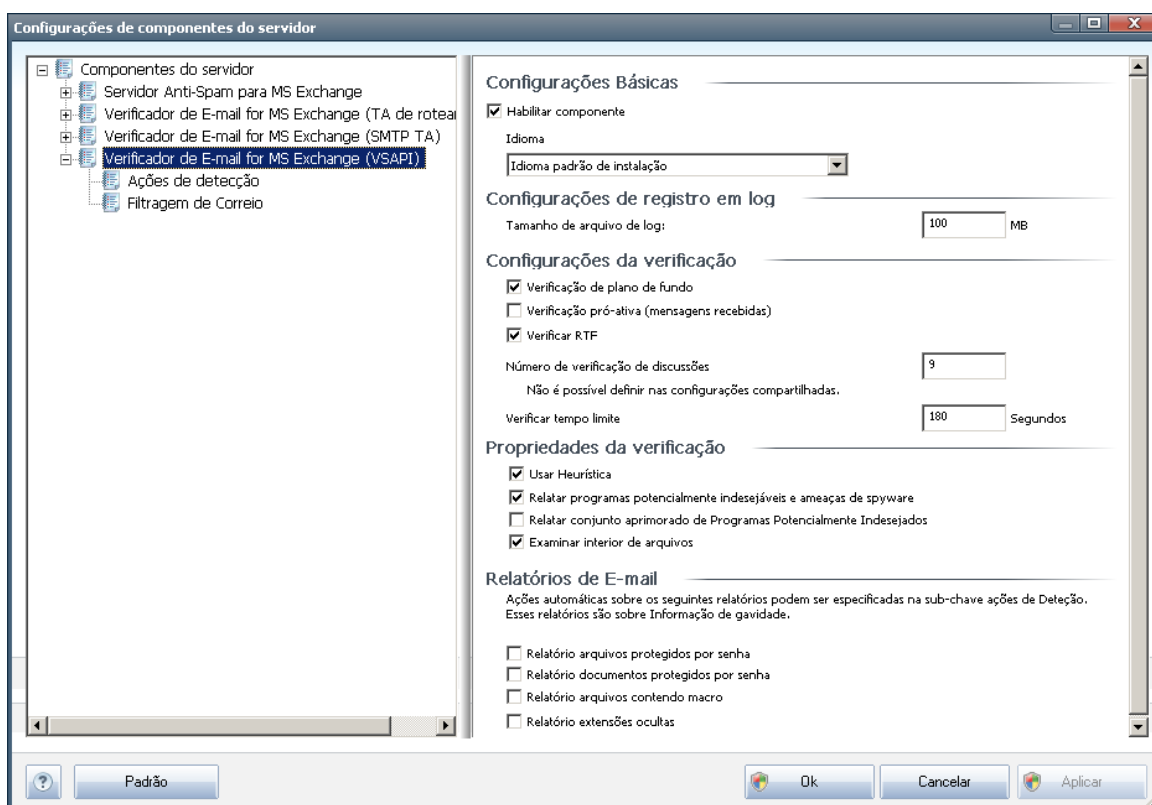 Configurações de componentes do servidor
Componentes do servidor
Servidor Anti-Spam para MS Exchange
Verificador de E-mail for MS Exchange (TA de rotear
Verificador de E-mail for MS Exchange (SMTP TA)
Verificador de E-mail for MS Exchange (VSAPI)
Ações de detecção
Filtragem de Correio
Configurações Básicas
Habilitar componente
Idioma
Idioma padrão de instalação
Configurações de registro em log
Tamanho de arquivo de log: 100 MB
Configurações da verificação
Verificação de plano de fundo
Verificação pró-ativa (mensagens recebidas)
Verificar RTF
Número de verificação de discussões 9
Não é possível definir nas configurações compartilhadas.
Verificar tempo limite 180 Segundos
Propriedades da verificação
Usar Heurística
Relatar programas potencialmente indesejáveis e ameaças de spyware
Relatar conjunto aprimorado de Programas Potencialmente Indesejados
Examinar interior de arquivos
Relatórios de E-mail
Ações automáticas sobre os seguintes relatórios podem ser especificadas na sub-chave ações de Deteção.
Esses relatórios são sobre Informação de gavidade.
Relatório arquivos protegidos por senha
Relatório documentos protegidos por senha
Relatório arquivos contendo macro
Relatório extensões ocultas
? Padrão Ok Cancelar Aplicar